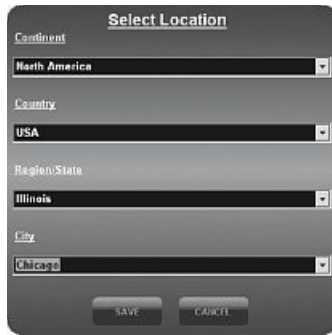 Select Location
Continent
North America
Country
USA
Region/State
Illinois
City
Chicago
SAVE
CANCEL